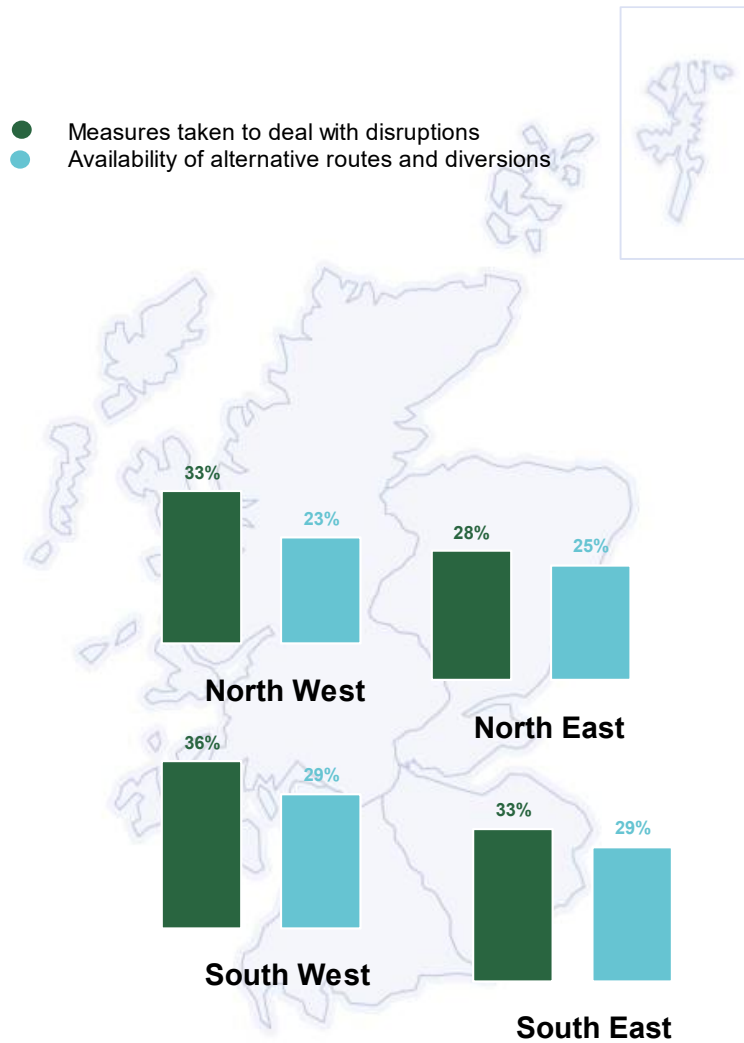 Measures taken to deal with disruptions
Availability of alternative routes and diversions
33%
23%
28%
25%
North West
North East
36%
29%
33%
29%
South West
South East